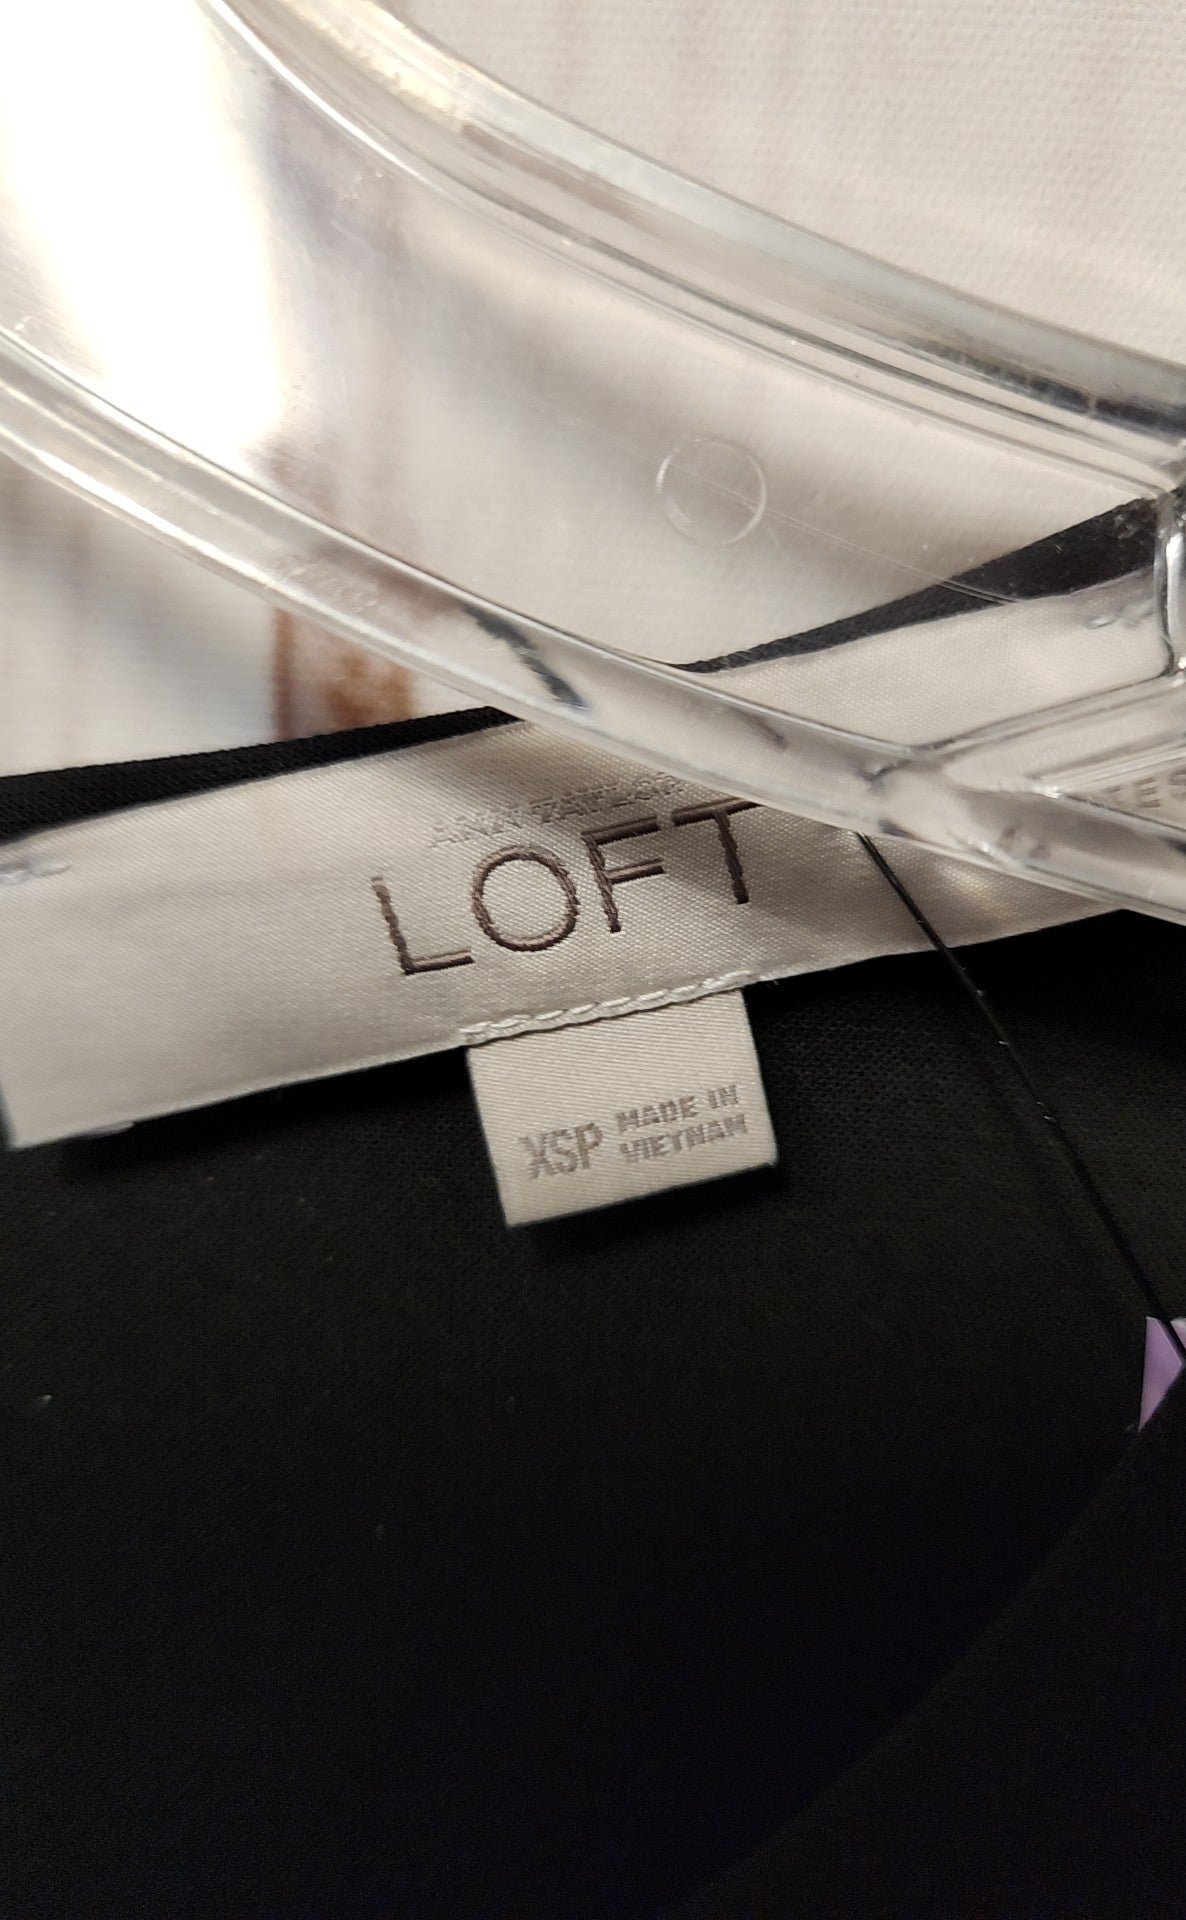 ANN TAYLOR
LOFT
XSP MADE IN
VIETNAM